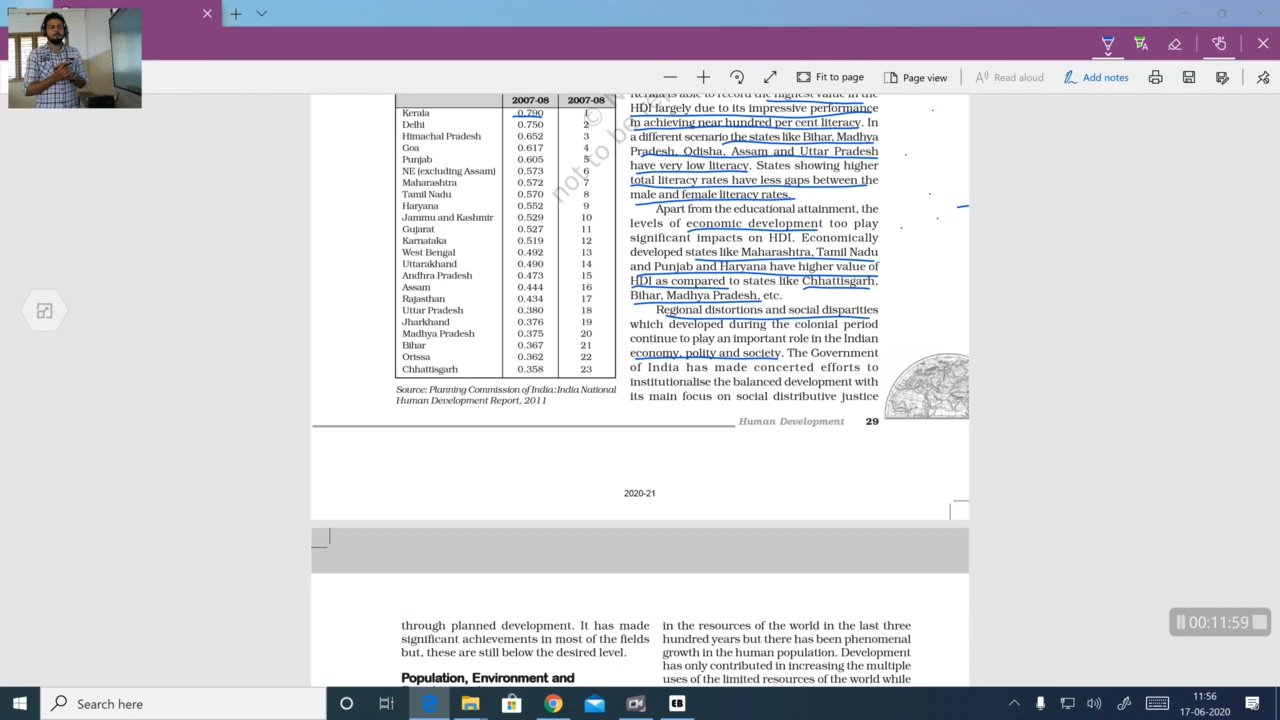 Fit to page
Page view
Read aloud
Add notes
2007-08 2007-08
Kerala 0.790 1
Delhi 0.750 2
Himachal Pradesh 0.652 3
Goa 0.617 4
Punjab 0.605 5
NE (excluding Assam) 0.573 6
Maharashtra 0.572 7
Tamil Nadu 0.570 8
Haryana 0.552 9
Jammu and Kashmir 0.529 10
Gujarat 0.527 11
Karnataka 0.519 12
West Bengal 0.492 13
Uttarakhand 0.490 14
Andhra Pradesh 0.473 15
Assam 0.444 16
Rajasthan 0.434 17
Uttar Pradesh 0.380 18
Jharkhand 0.376 19
Madhya Pradesh 0.375 20
Bihar 0.367 21
Orissa 0.362 22
Chhattisgarh 0.358 23
Source: Planning Commission of India: India National
Human Development Report, 2011
Kerala is able to record the highest value in the
HDI largely due to its impressive performance
in achieving near hundred per cent literacy. In
a different scenario the states like Bihar, Madhya
Pradesh, Odisha, Assam and Uttar Pradesh
have very low literacy. States showing higher
total literacy rates have less gaps between the
male and female literacy rates.
Apart from the educational attainment, the
levels of economic development too play
significant impacts on HDI. Economically
developed states like Maharashtra, Tamil Nadu
and Punjab and Haryana have higher value of
HDI as compared to states like Chhattisgarh,
Bihar, Madhya Pradesh, etc.
Regional distortions and social disparities
which developed during the colonial period
continue to play an important role in the Indian
economy, polity and society. The Government
of India has made concerted efforts to
institutionalise the balanced development with
its main focus on social distributive justice
© N
not to be re
Human Development 29
2020-21
through planned development. It has made
significant achievements in most of the fields
but, these are still below the desired level.
Population, Environment and
in the resources of the world in the last three
hundred years but there has been phenomenal
growth in the human population. Development
has only contributed in increasing the multiple
uses of the limited resources of the world while
00:11:59
Search here
EB
11:56
17-06-2020